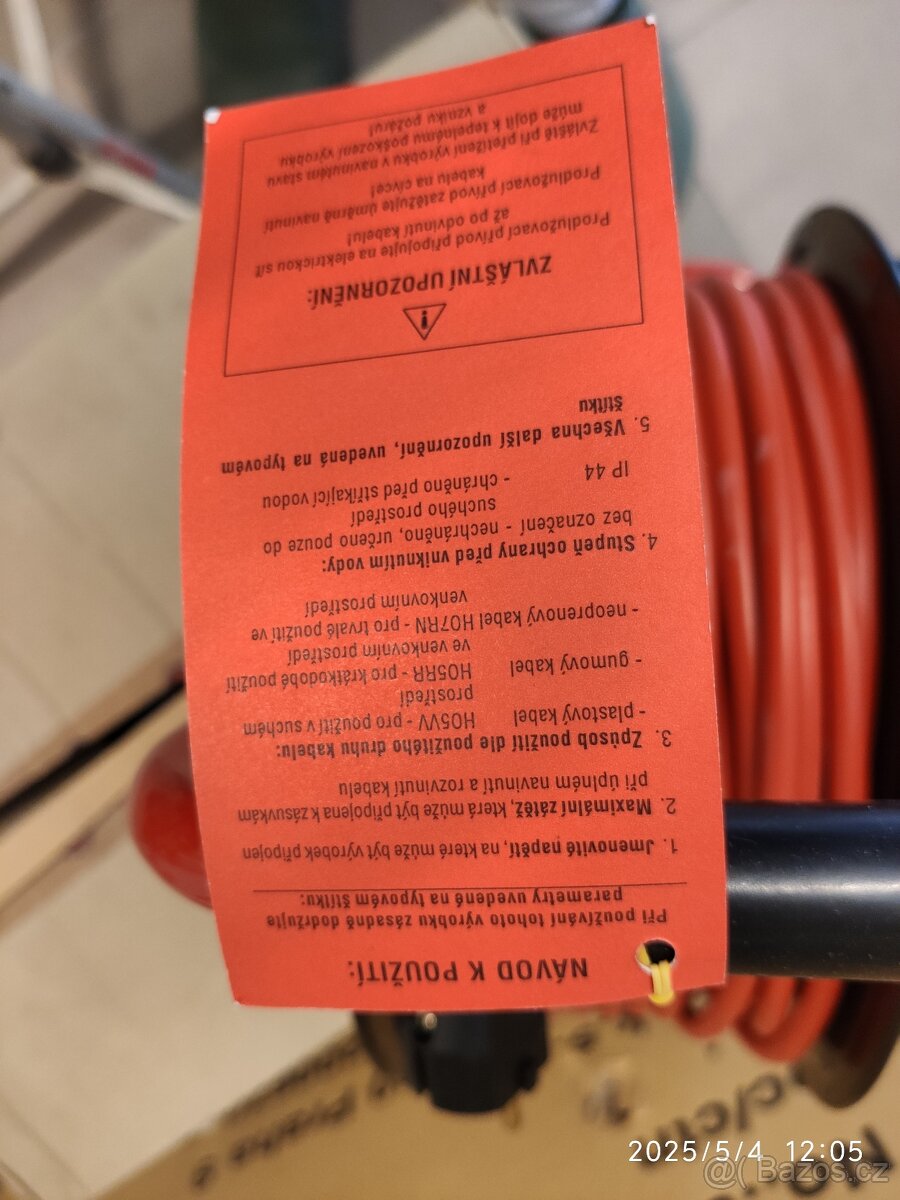 NÁVOD K POUŽITÍ:
Při používání tohoto výrobku zásadně dodržujte
parametry uvedené na typovém štítku:
1. Jmenovité napětí, na které může být výrobek připojen
2. Maximální zátěž, která může být připojena k zásuvkám
při úplném navinutí a rozvinutí kabelu
3. Způsob použití dle použitého druhu kabelu:
- plastový kabel HO5VV - pro použití v suchém
prostředí
- gumový kabel HO5RR - pro krátkodobé použití
ve venkovním prostředí
- neoprenový kabel HO7RN - pro trvalé použití ve
venkovním prostředí
4. Stupeň ochrany před vniknutím vody:
bez označení - nechráněno, určeno pouze do
suchého prostředí
IP 44 - chráněno před stříkající vodou
5. Všechna další upozornění, uvedená na typovém
štítku
ZVLÁŠTNÍ UPOZORNĚNÍ:
Prodlužovací přívod připojujte na elektrickou síť
až po odvinutí kabelu!
Prodlužovací přívod zatěžujte úměrně navinutí
kabelu na cívce!
Zvláště při přetížení výrobku v navinutém stavu
může dojít k tepelnému poškození výrobku
a vzniku požáru!
Praha 6
2025/5/4 12:05
@ Bazos.cz